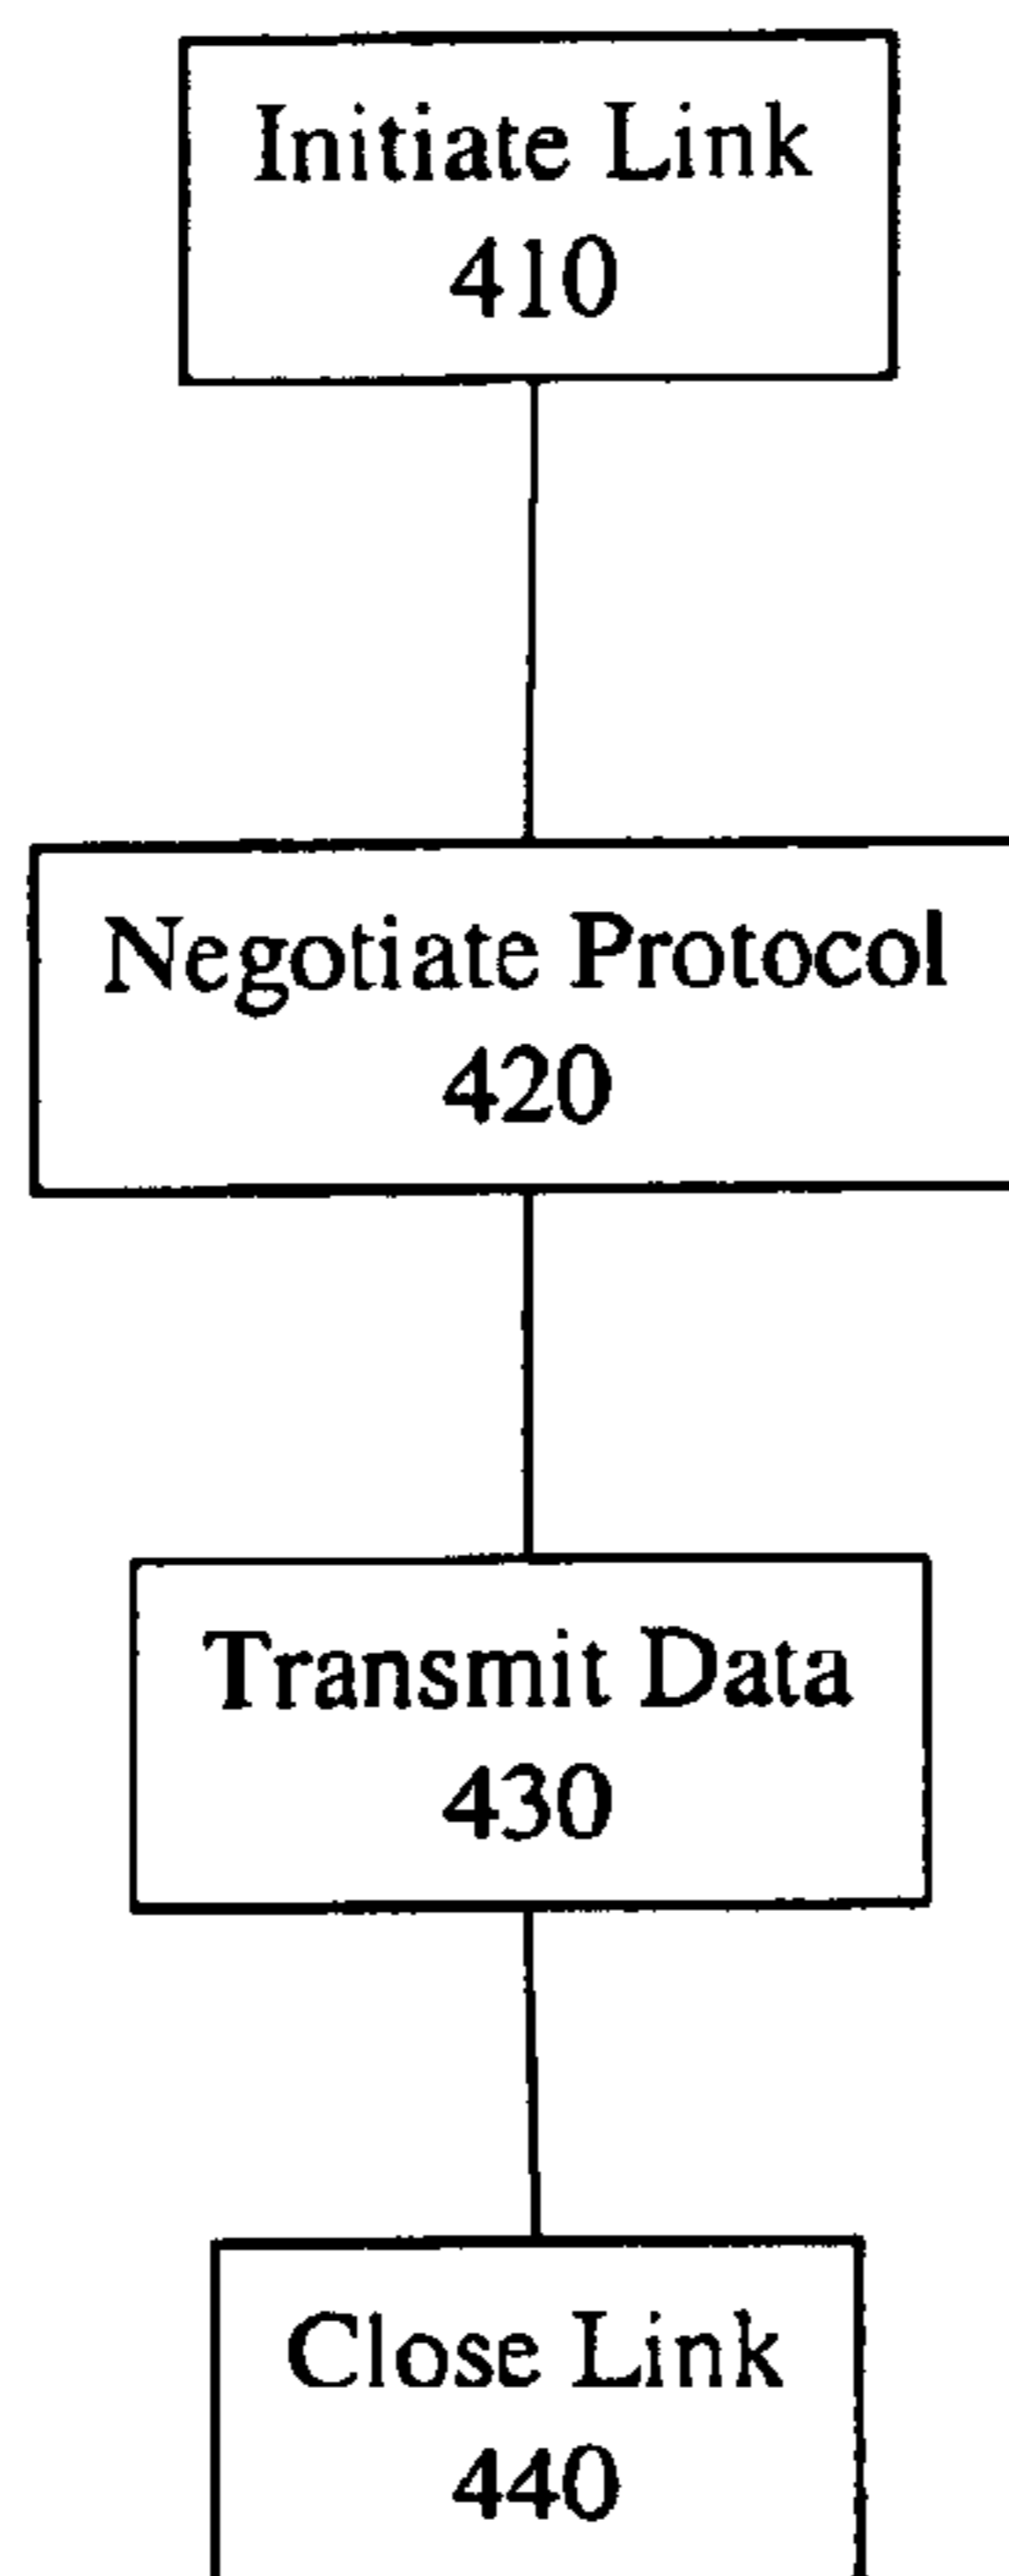 Initiate Link
410
Negotiate Protocol
420
Transmit Data
430
Close Link
440